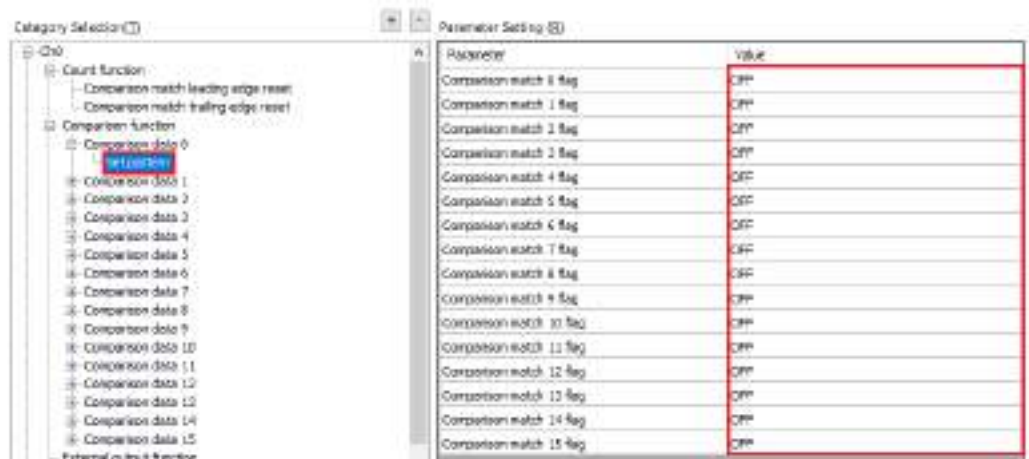 Category Selection(T)
Ch0
Count function
Comparison match leading edge reset
Comparison match trailing edge reset
Comparison function
Comparison data 0
Set pattern
Comparison data 1
Comparison data 2
Comparison data 3
Comparison data 4
Comparison data 5
Comparison data 6
Comparison data 7
Comparison data 8
Comparison data 9
Comparison data 10
Comparison data 11
Comparison data 12
Comparison data 13
Comparison data 14
Comparison data 15
External output function
Parameter Setting
Parameter Value
Comparison match 0 flag OFF
Comparison match 1 flag OFF
Comparison match 2 flag OFF
Comparison match 3 flag OFF
Comparison match 4 flag OFF
Comparison match 5 flag OFF
Comparison match 6 flag OFF
Comparison match 7 flag OFF
Comparison match 8 flag OFF
Comparison match 9 flag OFF
Comparison match 10 flag OFF
Comparison match 11 flag OFF
Comparison match 12 flag OFF
Comparison match 13 flag OFF
Comparison match 14 flag OFF
Comparison match 15 flag OFF